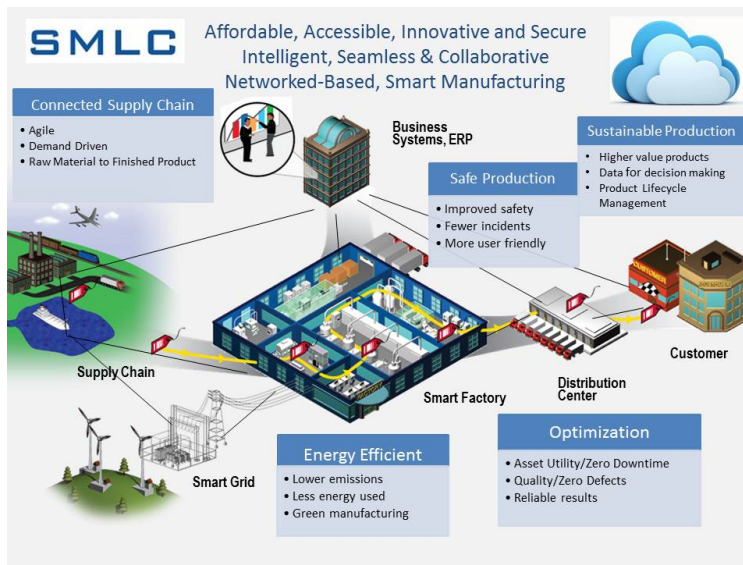 SMLC
Affordable, Accessible, Innovative and Secure
Intelligent, Seamless & Collaborative
Networked-Based, Smart Manufacturing
Connected Supply Chain
• Agile
• Demand Driven
• Raw Material to Finished Product
Business
Systems, ERP
Safe Production
• Improved safety
• Fewer incidents
• More user friendly
Sustainable Production
• Higher value products
• Data for decision making
• Product Lifecycle
Management
CUSTOMER
Supply Chain
Smart Factory
Distribution
Center
Customer
Smart Grid
Energy Efficient
• Lower emissions
• Less energy used
• Green manufacturing
Optimization
• Asset Utility/Zero Downtime
• Quality/Zero Defects
• Reliable results